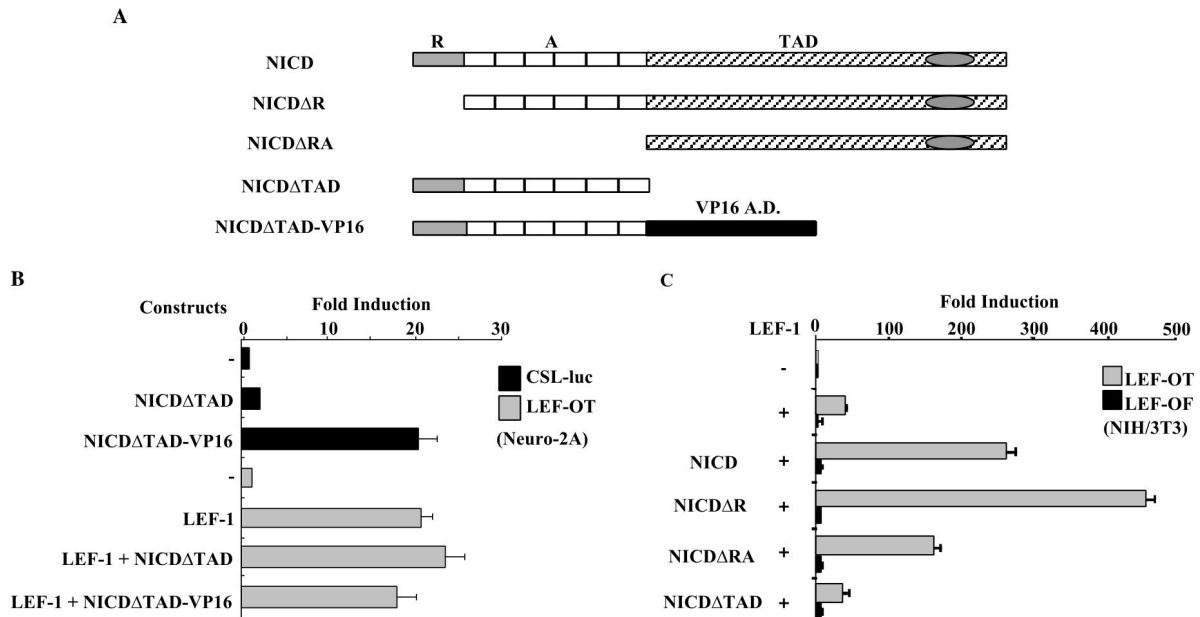 A
R A TAD
NICD
NICDΔR
NICDΔRA
NICDΔTAD
VP16 A.D.
NICDΔTAD-VP16
B
Constructs Fold Induction
0 10 20 30
-
NICDΔTAD
NICDΔTAD-VP16
-
LEF-1
LEF-1 + NICDΔTAD
LEF-1 + NICDΔTAD-VP16
CSL-luc
LEF-OT
(Neuro-2A)
C
Fold Induction
LEF-1 0 100 200 300 400 500
-
+
NICD +
NICDΔR +
NICDΔRA +
NICDΔTAD +
LEF-OT
LEF-OF
(NIH/3T3)